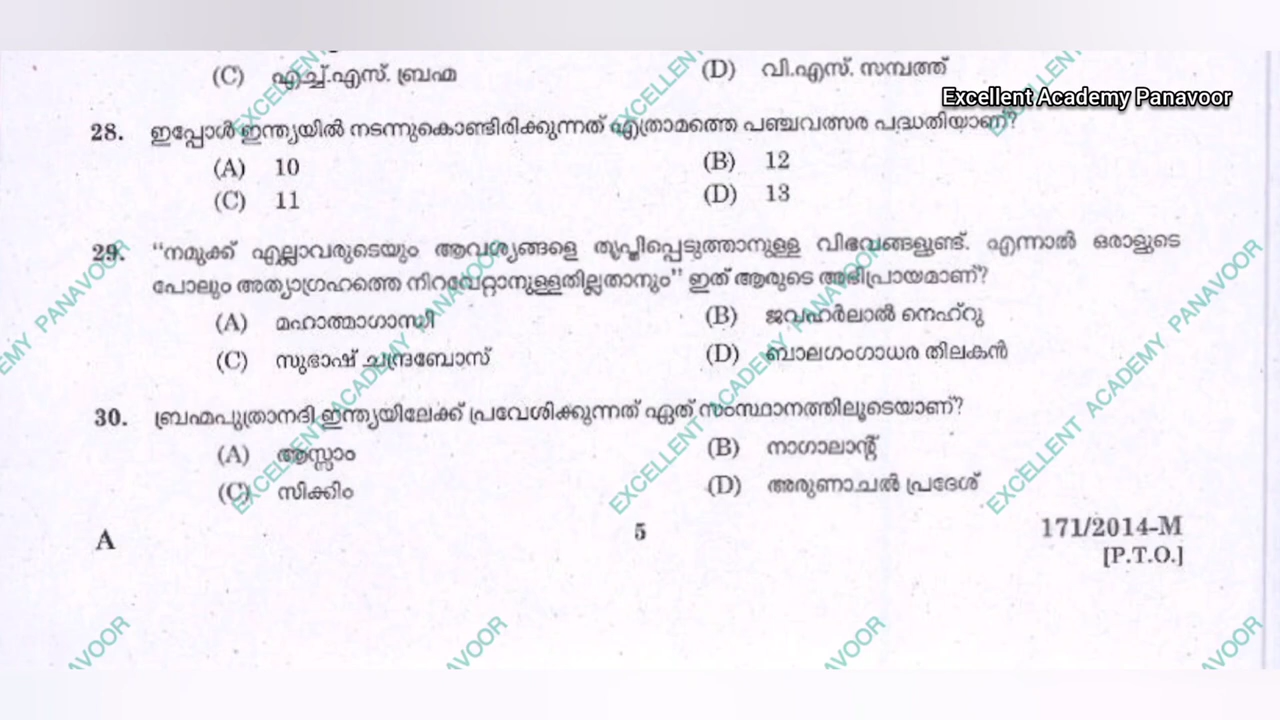 (C) എച്ച്.എസ്. ബ്രഹ്മ (D) വി.എസ്. സമ്പത്ത്
Excellent Academy Panavoor
28. ഇപ്പോൾ ഇന്ത്യയിൽ നടന്നുകൊണ്ടിരിക്കുന്നത് എത്രാമത്തെ പഞ്ചവത്സര പദ്ധതിയാണ്?
(A) 10 (B) 12
(C) 11 (D) 13
29. “നമുക്ക് എല്ലാവരുടെയും ആവശ്യങ്ങളെ തൃപ്തിപ്പെടുത്താനുള്ള വിഭവങ്ങളുണ്ട്. എന്നാൽ ഒരാളുടെ
പോലും അത്യാഗ്രഹത്തെ നിറവേറ്റാനുള്ളതില്ലതാനും” ഇത് ആരുടെ അഭിപ്രായമാണ്?
(A) മഹാത്മാഗാന്ധി (B) ജവഹർലാൽ നെഹ്റു
(C) സുഭാഷ് ചന്ദ്രബോസ് (D) ബാലഗംഗാധര തിലകൻ
30. ബ്രഹ്മപുത്രാനദി ഇന്ത്യയിലേക്ക് പ്രവേശിക്കുന്നത് ഏത് സംസ്ഥാനത്തിലൂടെയാണ്?
(A) ആസ്സാം (B) നാഗാലാന്റ്
(C) സിക്കിം (D) അരുണാചൽ പ്രദേശ്
A 5 171/2014-M
[P.T.O.]
EXCELLENT ACADEMY PANAVOOR